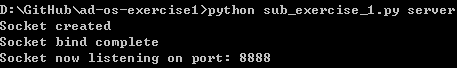 D:\GitHub\ad-os-exercise1>python sub_exercise_1.py server
Socket created
Socket bind complete
Socket now listening on port: 8888